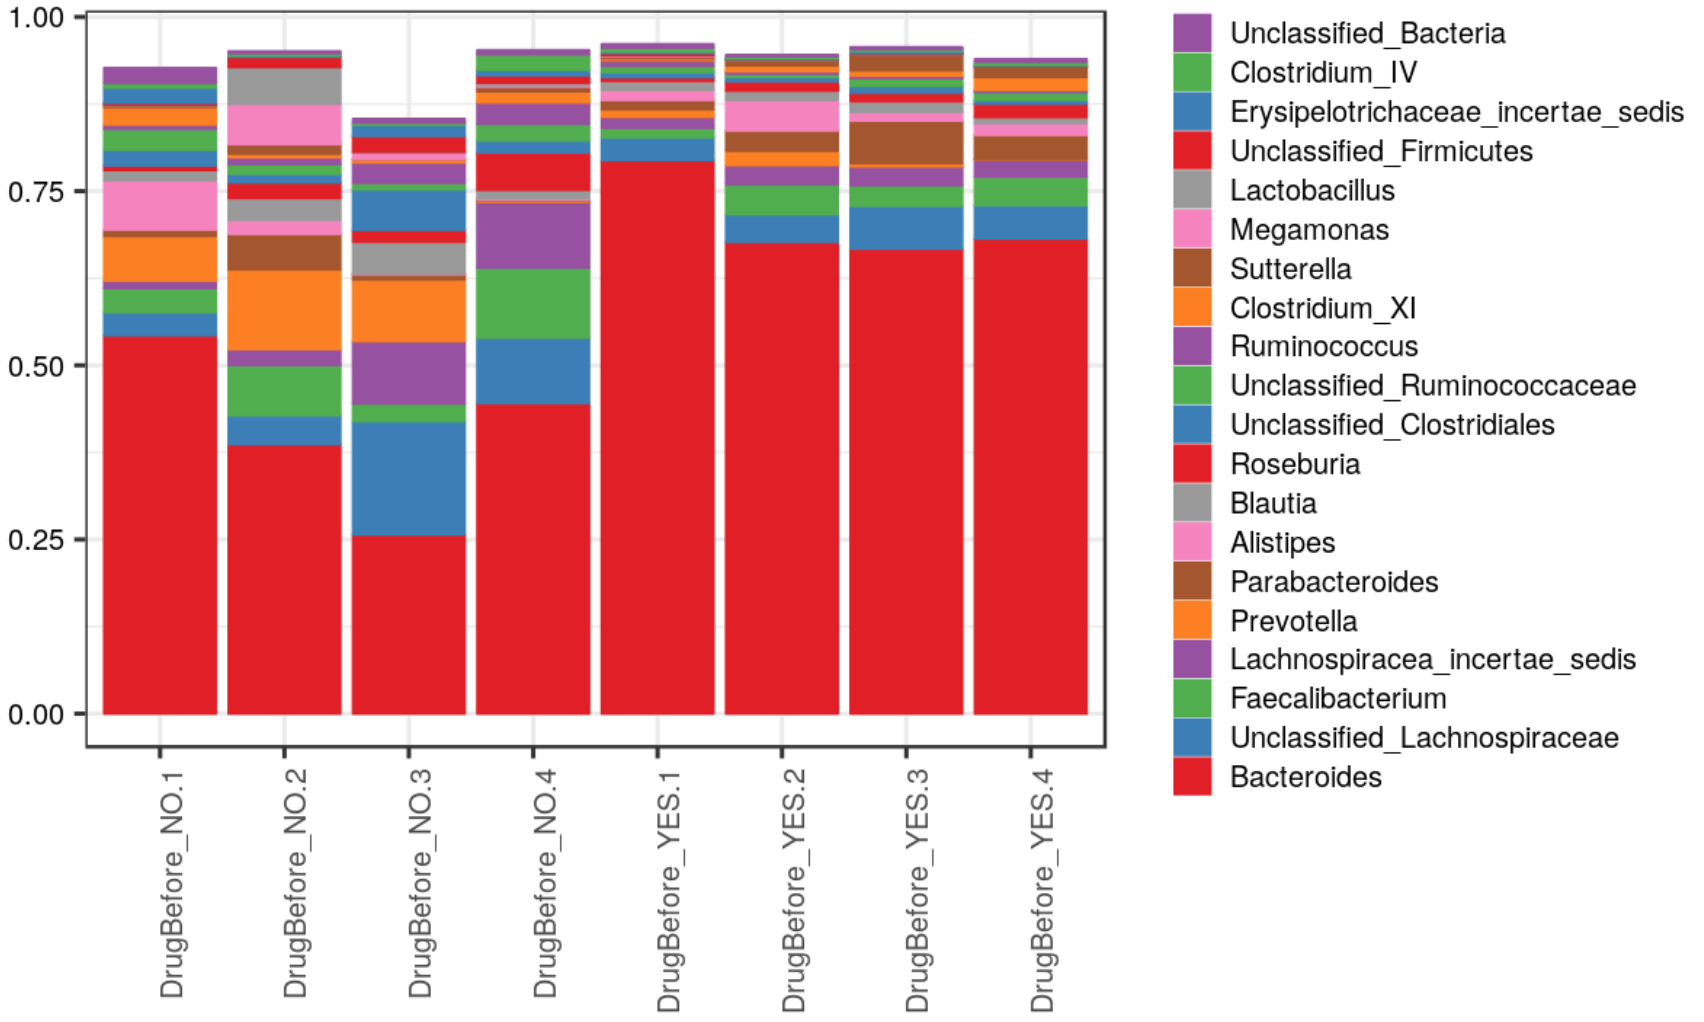 1.00
0.75
0.50
0.25
0.00
DrugBefore_NO.1
DrugBefore_NO.2
DrugBefore_NO.3
DrugBefore_NO.4
DrugBefore_YES.1
DrugBefore_YES.2
DrugBefore_YES.3
DrugBefore_YES.4
Unclassified_Bacteria
Clostridium_IV
Erysipelotrichaceae_incertae_sedis
Unclassified_Firmicutes
Lactobacillus
Megamonas
Sutterella
Clostridium_XI
Ruminococcus
Unclassified_Ruminococcaceae
Unclassified_Clostridiales
Roseburia
Blautia
Alistipes
Parabacteroides
Prevotella
Lachnospiracea_incertae_sedis
Faecalibacterium
Unclassified_Lachnospiraceae
Bacteroides